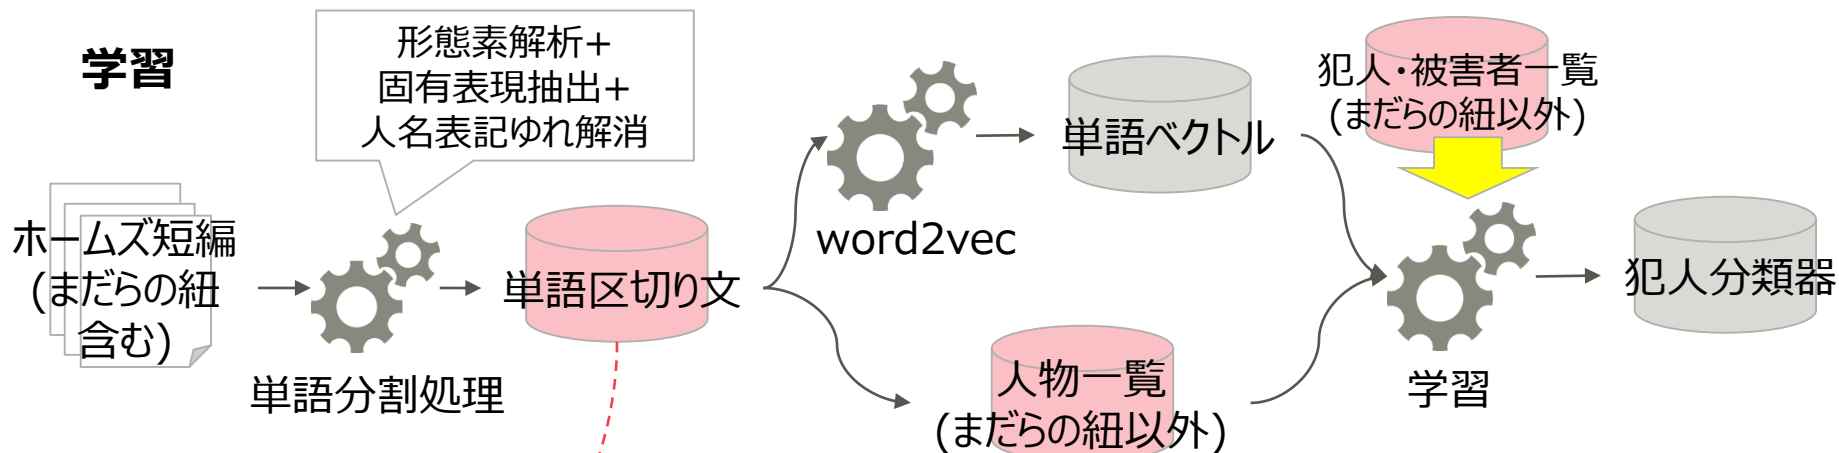 学習
形態素解析+
固有表現抽出+
人名表記ゆれ解消
ホームズ短編
(まだらの紐
含む)
単語分割処理
単語区切り文
word2vec
単語ベクトル
人物一覧
(まだらの紐以外)
犯人・被害者一覧
(まだらの紐以外)
学習
犯人分類器